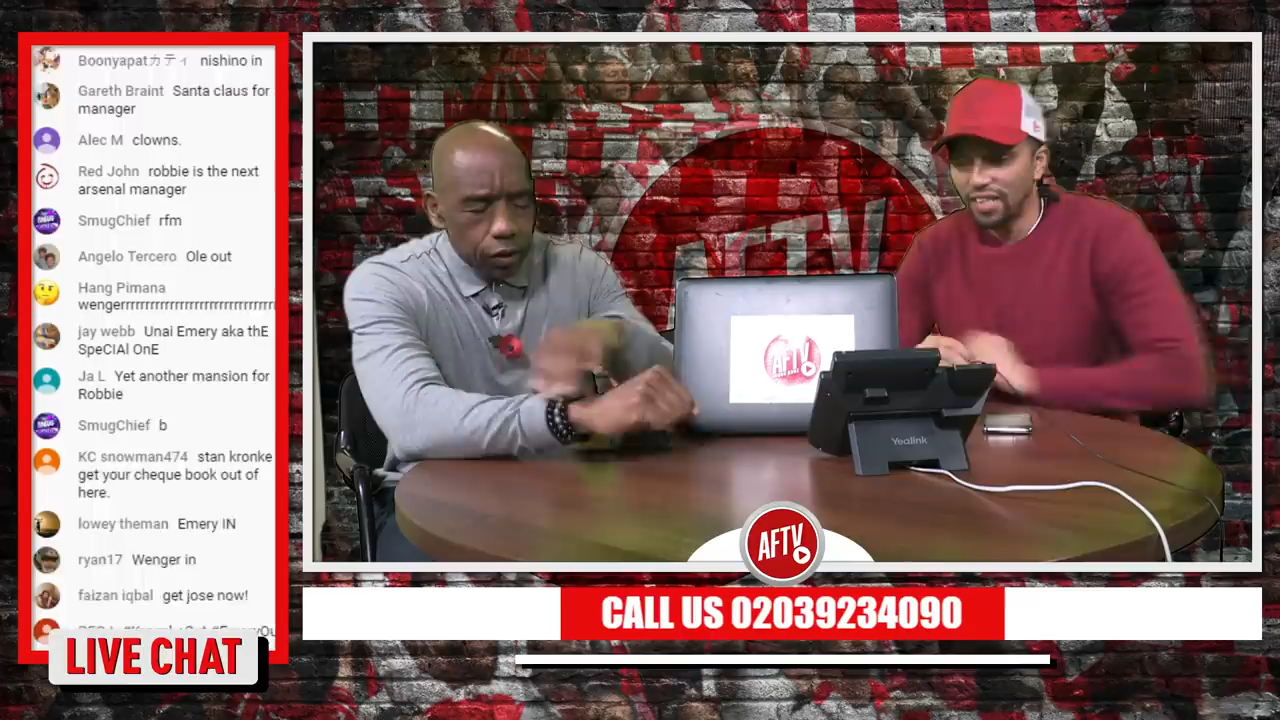 Boonyapatカティ nishino in
Gareth Braint Santa claus for
manager
Alec M clowns.
Red John robbie is the next
arsenal manager
SmugChief rfm
Angelo Tercero Ole out
Hang Pimana
wengerrrrrrrrrrrrrrrrrrrrrrrrrrrrr
jay webb Unai Emery aka thE
SpeCIAl OnE
Ja L Yet another mansion for
Robbie
SmugChief b
KC snowman474 stan kronke
get your cheque book out of
here.
lowey theman Emery IN
ryan17 Wenger in
faizan iqbal get jose now!
LIVE CHAT
AFTV
AFTV
Yealink
AFTV
CALL US 02039234090